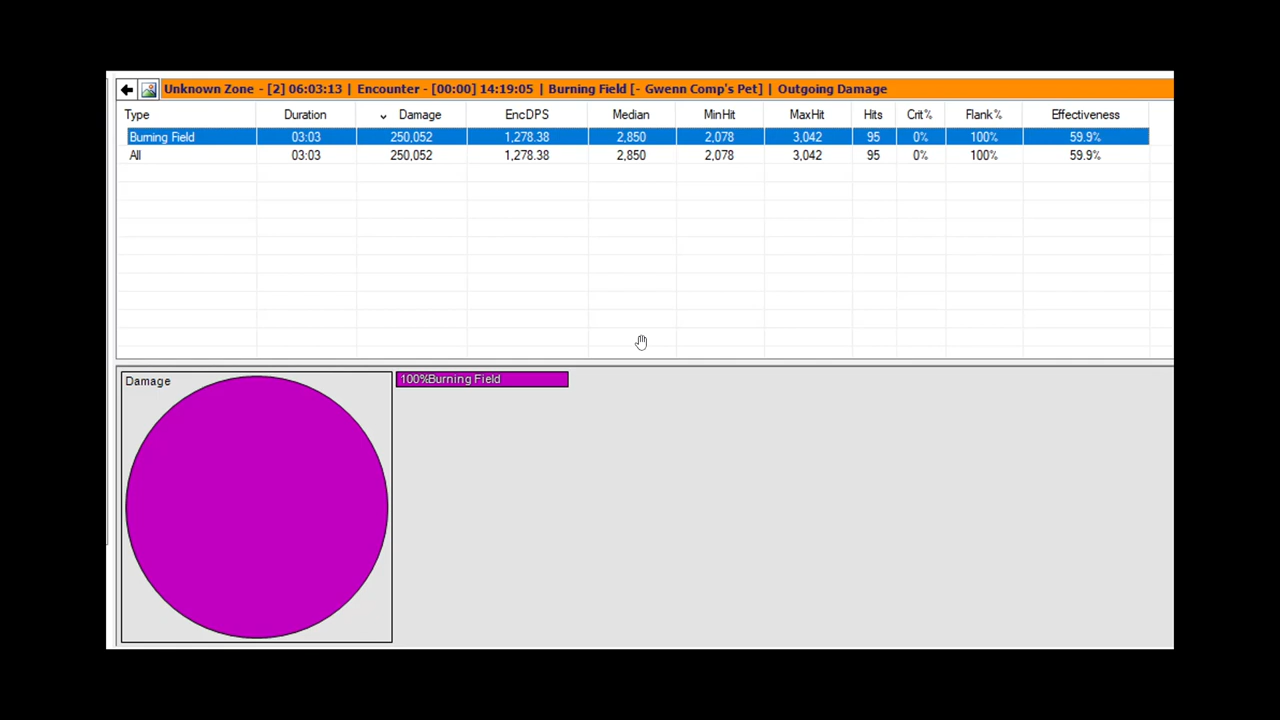 Unknown Zone - [2] 06:03:13 | Encounter - [00:00] 14:19:05 | Burning Field [- Gwenn Comp's Pet] | Outgoing Damage
Type Duration Damage EncDPS Median MinHit MaxHit Hits Crit% Flank% Effectiveness
Burning Field 03:03 250,052 1,278.38 2,850 2,078 3,042 95 0% 100% 59.9%
All 03:03 250,052 1,278.38 2,850 2,078 3,042 95 0% 100% 59.9%
Damage
100%Burning Field